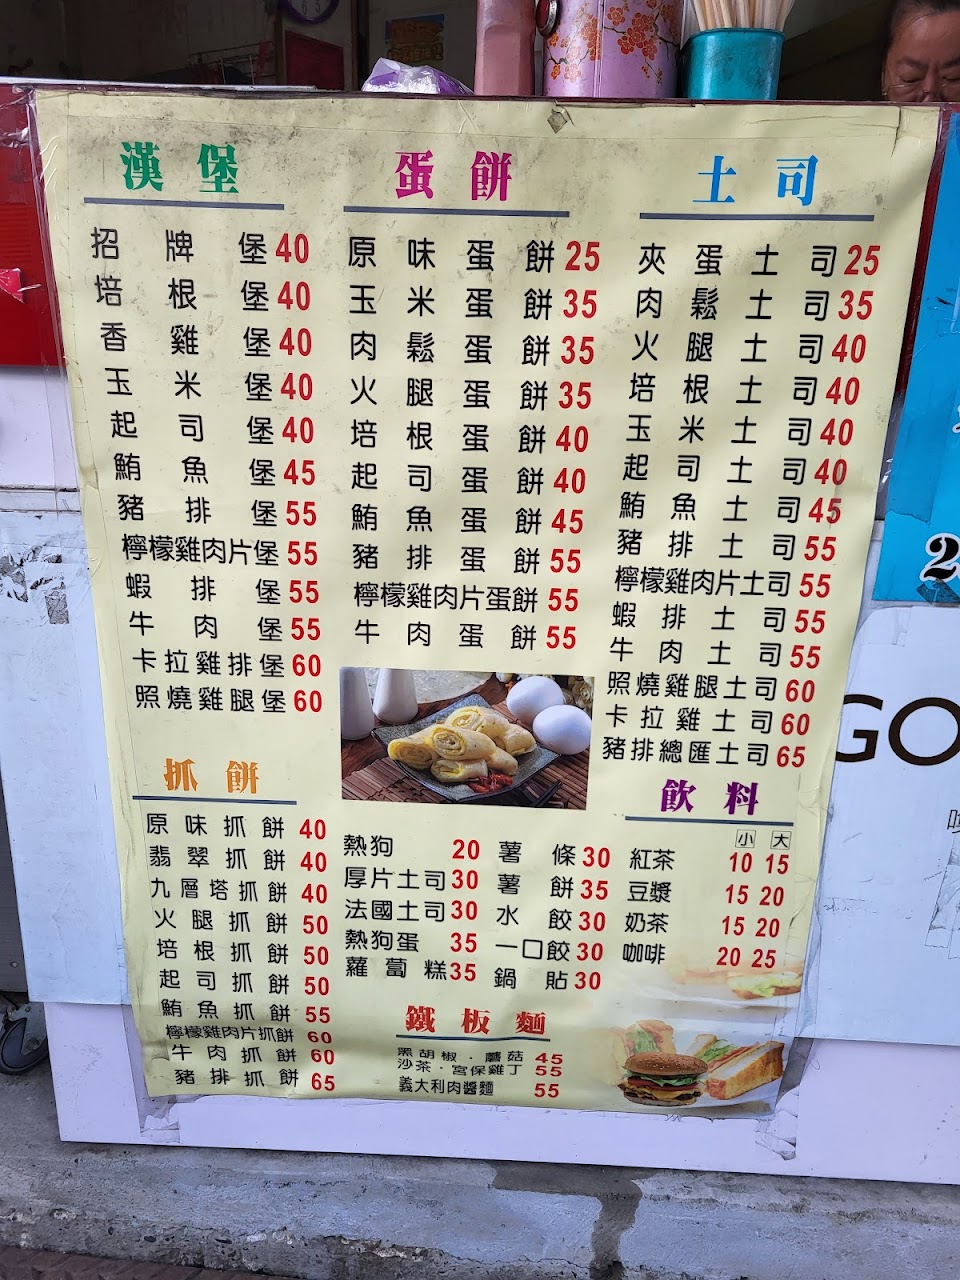 漢堡
招牌堡40
培根堡40
香雞堡40
玉米堡40
起司堡40
鮪魚堡45
豬排堡55
檸檬雞肉片堡55
蝦排堡55
牛肉堡55
卡拉雞排堡60
照燒雞腿堡60
蛋餅
原味蛋餅25
玉米蛋餅35
肉鬆蛋餅35
火腿蛋餅35
培根蛋餅40
起司蛋餅40
鮪魚蛋餅45
豬排蛋餅55
檸檬雞肉片蛋餅55
牛肉蛋餅55
土司
夾蛋土司25
肉鬆土司35
火腿土司40
培根土司40
玉米土司40
起司土司40
鮪魚土司45
豬排土司55
檸檬雞肉片土司55
蝦排土司55
牛肉土司55
照燒雞腿土司60
卡拉雞土司60
豬排總匯土司65
抓餅
原味抓餅40
翡翠抓餅40
九層塔抓餅40
火腿抓餅50
培根抓餅50
起司抓餅50
鮪魚抓餅55
檸檬雞肉片抓餅60
牛肉抓餅60
豬排抓餅65
熱狗20
厚片土司30
法國土司30
熱狗蛋35
蘿蔔糕35
薯條30
薯餅35
水餃30
一口餃30
鍋貼30
飲料
小 大
紅茶 10 15
豆漿 15 20
奶茶 15 20
咖啡 20 25
鐵板麵
黑胡椒·蘑菇45
沙茶·宮保雞丁55
義大利肉醬麵55
GO
2